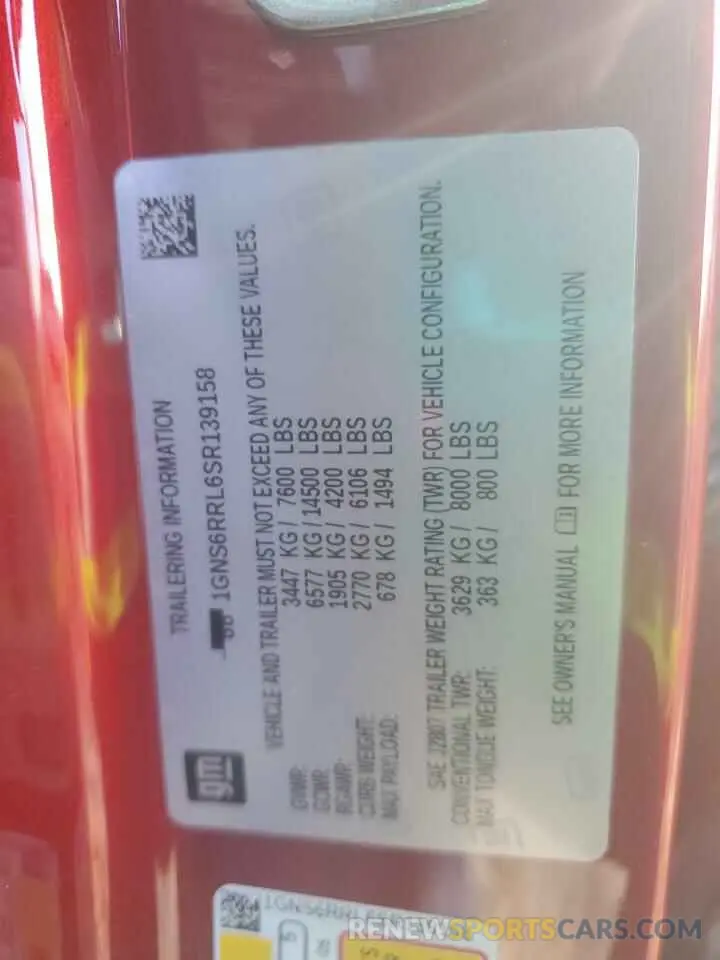 gm
TRAILERING INFORMATION
1GNS6RRL6SR139158
VEHICLE AND TRAILER MUST NOT EXCEED ANY OF THESE VALUES.
GVWR: 3447 KG/ 7600 LBS
GCWR: 6577 KG/14500 LBS
RGAWR: 1905 KG/ 4200 LBS
CURB WEIGHT: 2770 KG/ 6106 LBS
MAX PAYLOAD: 678 KG/ 1494 LBS
SAE J2807 TRAILER WEIGHT RATING (TWR) FOR VEHICLE CONFIGURATION.
CONVENTIONAL TWR: 3629 KG/ 8000 LBS
MAX TONGUE WEIGHT: 363 KG/ 800 LBS
SEE OWNER'S MANUAL FOR MORE INFORMATION
RENEWSPORTSCARS.COM